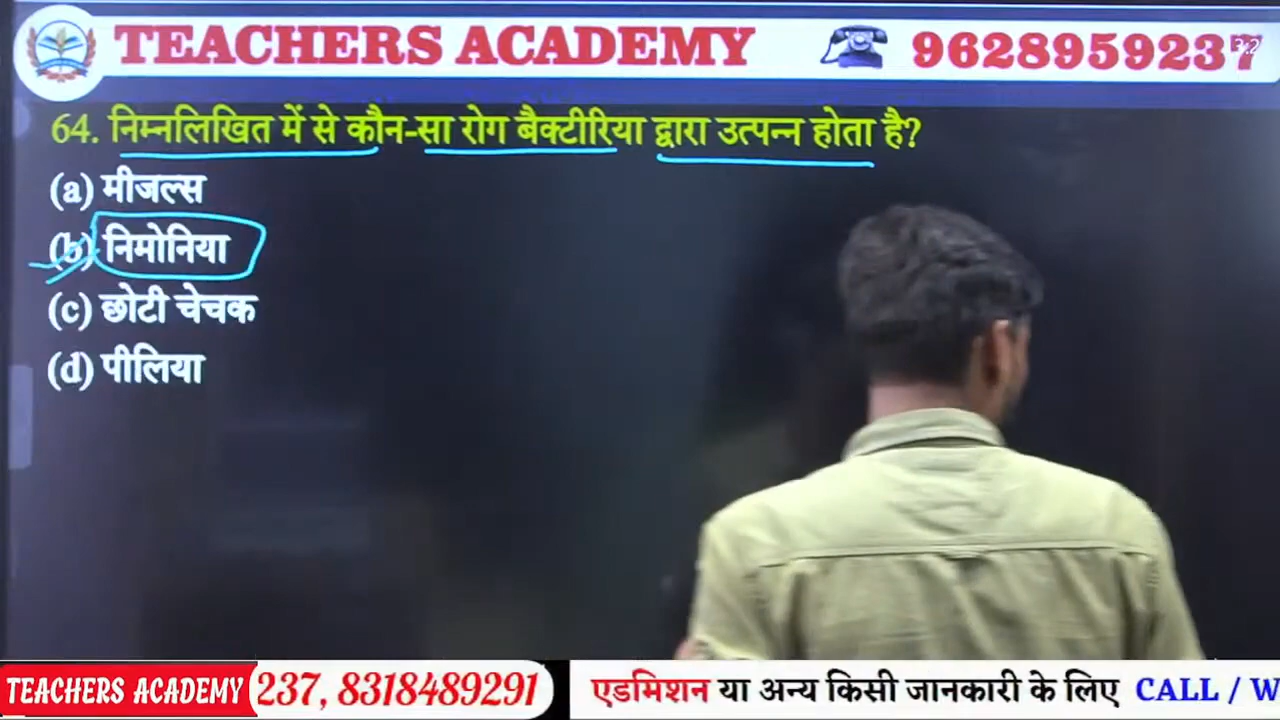 TEACHERS ACADEMY
9628959237
64. निम्नलिखित में से कौन-सा रोग बैक्टीरिया द्वारा उत्पन्न होता है?
(a) मीजल्स
(b) निमोनिया
(c) छोटी चेचक
(d) पीलिया
TEACHERS ACADEMY
237, 8318489291
एडमिशन या अन्य किसी जानकारी के लिए CALL / W